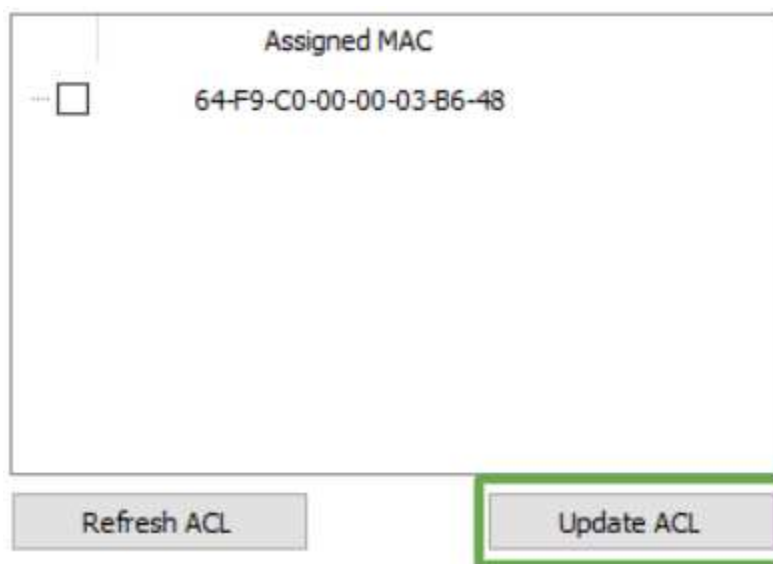 Assigned MAC
64-F9-C0-00-00-03-B6-48
Refresh ACL
Update ACL